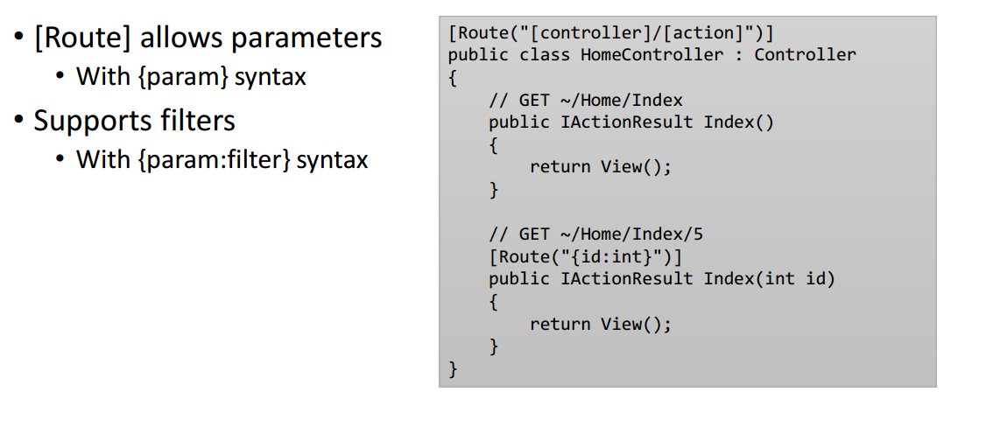 • [Route] allows parameters
• With {param} syntax
• Supports filters
• With {param:filter} syntax
[Route("[controller]/[action]")]
public class HomeController : Controller
{
    // GET ~/Home/Index
    public IActionResult Index()
    {
        return View();
    }

    // GET ~/Home/Index/5
    [Route("{id:int}")]
    public IActionResult Index(int id)
    {
        return View();
    }
}